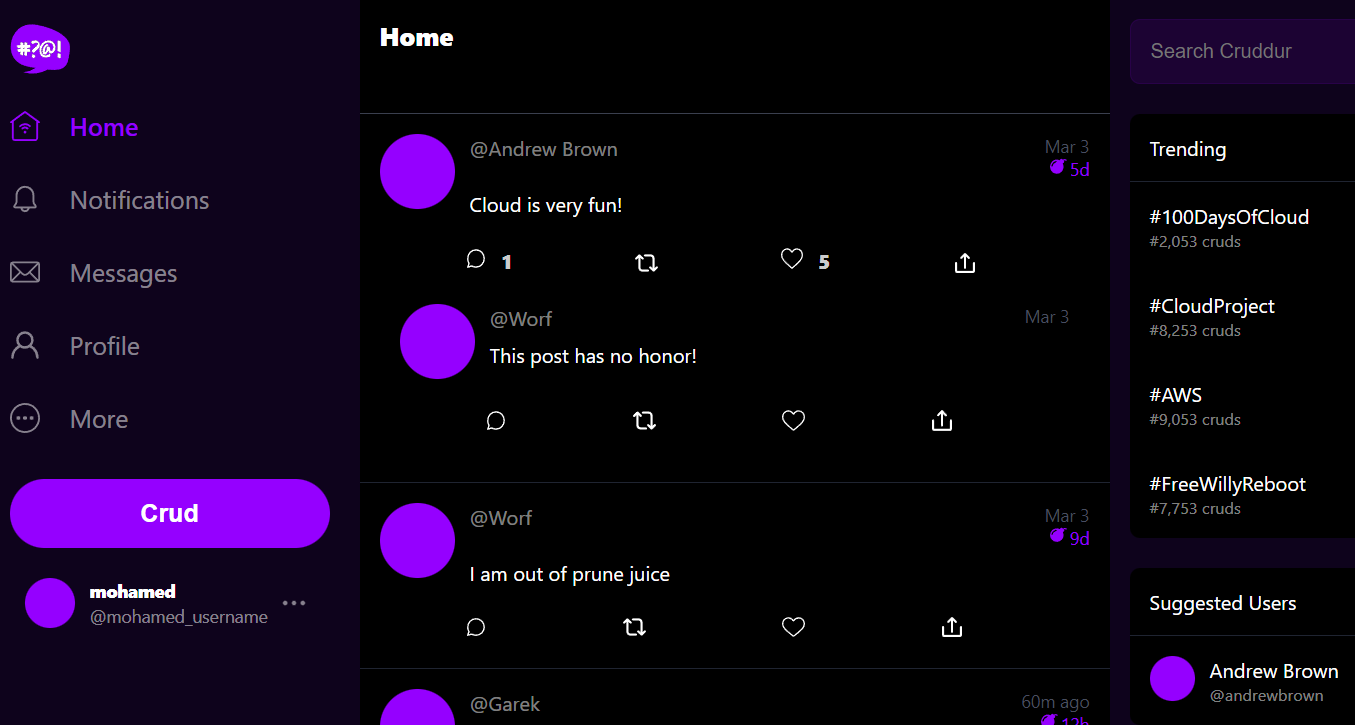 #?@!
Home
Notifications
Messages
Profile
More
Crud
mohamed
@mohamed_username
Home
@Andrew Brown
Mar 3
5d
Cloud is very fun!
1
5
@Worf
Mar 3
This post has no honor!
@Worf
Mar 3
9d
I am out of prune juice
@Garek
60m ago
12h
Search Cruddur
Trending
#100DaysOfCloud
#2,053 cruds
#CloudProject
#8,253 cruds
#AWS
#9,053 cruds
#FreeWillyReboot
#7,753 cruds
Suggested Users
Andrew Brown
@andrewbrown